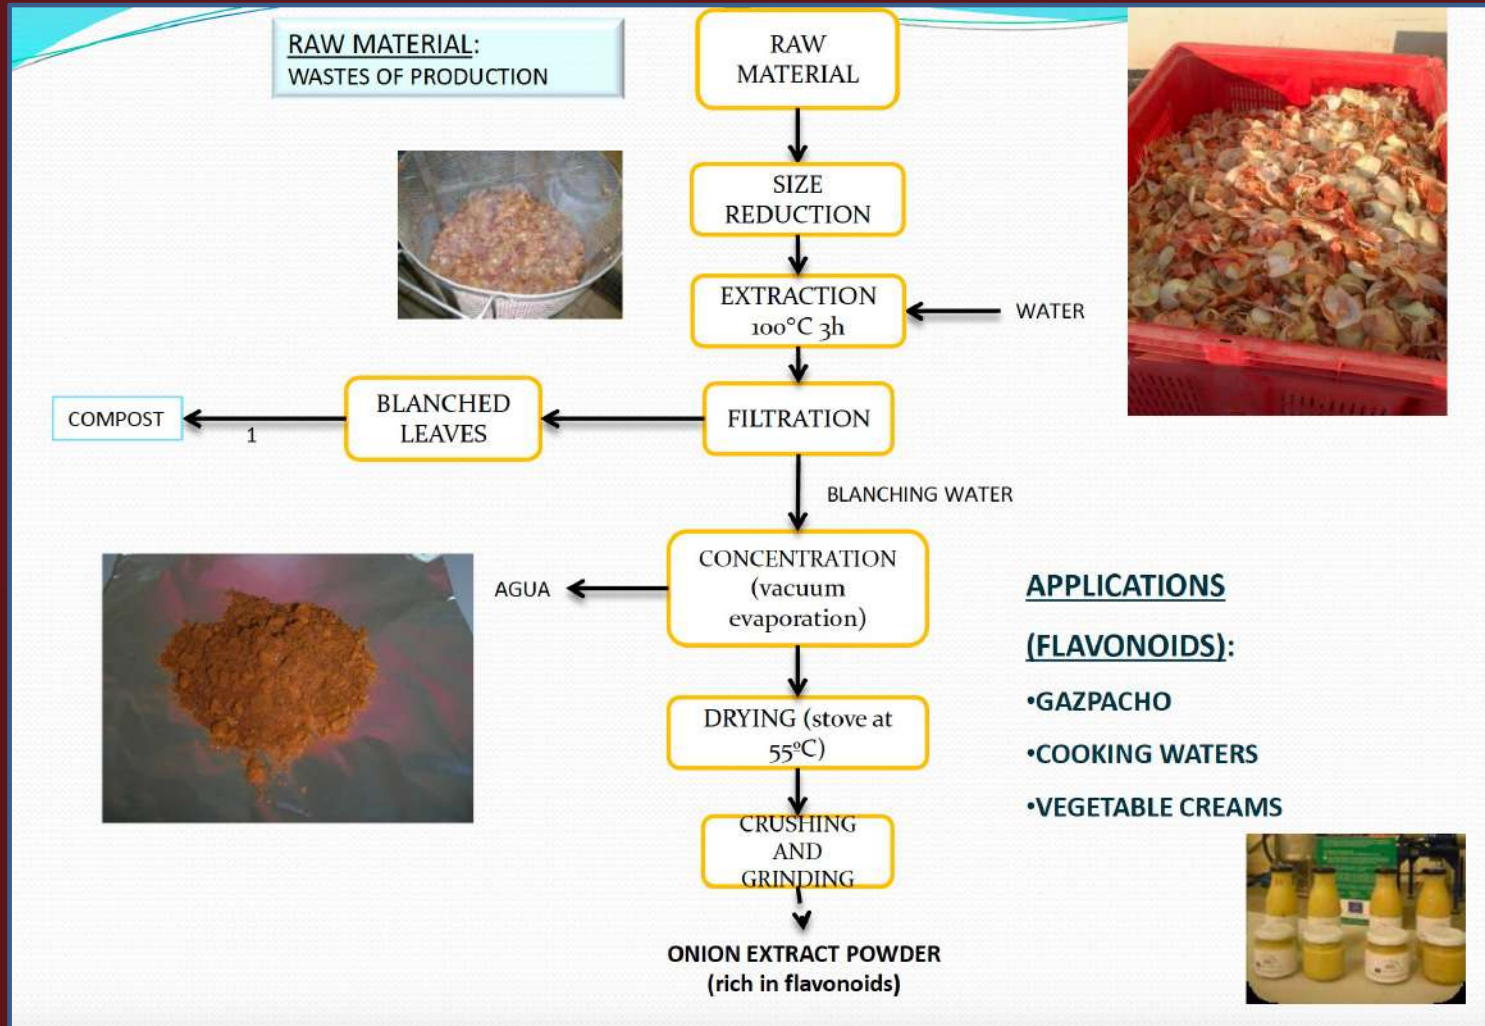 RAW MATERIAL:
WASTES OF PRODUCTION
RAW
MATERIAL
SIZE
REDUCTION
EXTRACTION
100°C 3h
WATER
FILTRATION
BLANCHED
LEAVES
1
COMPOST
BLANCHING WATER
CONCENTRATION
(vacuum
evaporation)
AGUA
DRYING (stove at
55ºC)
CRUSHING
AND
GRINDING
ONION EXTRACT POWDER
(rich in flavonoids)
APPLICATIONS
(FLAVONOIDS):
•GAZPACHO
•COOKING WATERS
•VEGETABLE CREAMS